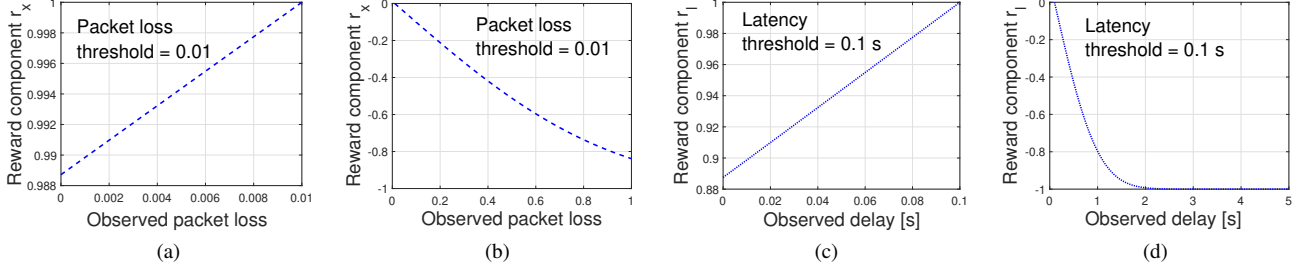 Reward component r_x
1
0.998
0.996
0.994
0.992
0.99
0.988
Packet loss
threshold = 0.01
0
0.002
0.004
0.006
0.008
0.01
Observed packet loss
(a)
Reward component r_x
0
-0.2
-0.4
-0.6
-0.8
-1
Packet loss
threshold = 0.01
0
0.2
0.4
0.6
0.8
1
Observed packet loss
(b)
Reward component r_l
1
0.98
0.96
0.94
0.92
0.9
0.88
Latency
threshold = 0.1 s
0
0.02
0.04
0.06
0.08
0.1
Observed delay [s]
(c)
Reward component r_l
0
-0.2
-0.4
-0.6
-0.8
-1
Latency
threshold = 0.1 s
0
1
2
3
4
5
Observed delay [s]
(d)